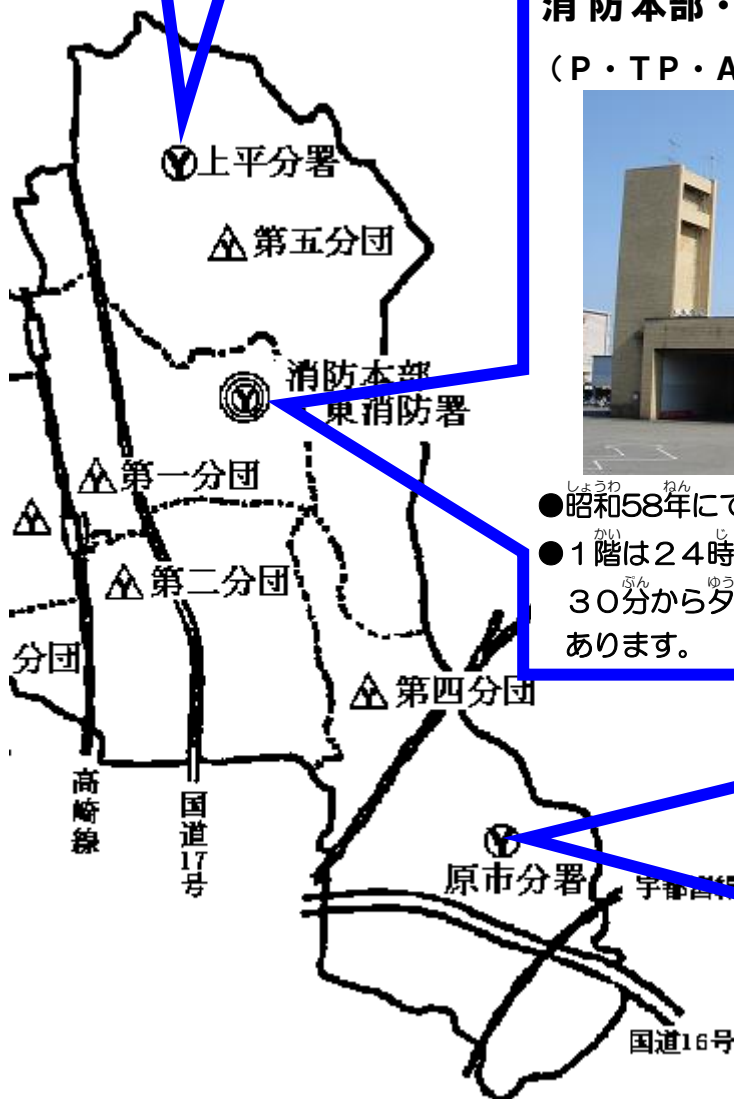 消防本部・
（P・TP・A
上平分署
第五分団
消防本部
東消防署
第一分団
第二分団
分団
第四分団
高崎線
国道17号
原市分署
国道16号
しょうわ ねん
●昭和58年にて
かい じ
●1階は24時
ぷん ゆう
30分から夕
あります。